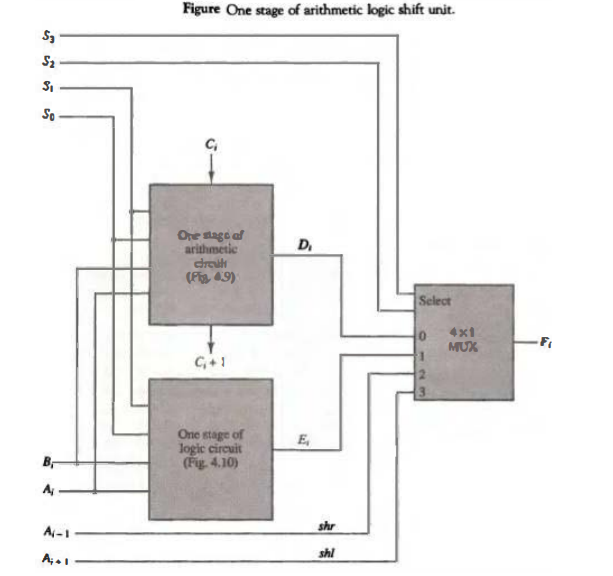 Figure One stage of arithmetic logic shift unit.
S₃
S₂
S₁
S₀
Cᵢ
One stage of
arithmetic
circuit
(Fig. 4.9)
Dᵢ
Select
4×1
MUX
0
1
2
3
Fᵢ
Cᵢ + 1
One stage of
logic circuit
(Fig. 4.10)
Eᵢ
Bᵢ
Aᵢ
Aᵢ₋₁
shr
Aᵢ₊₁
shl